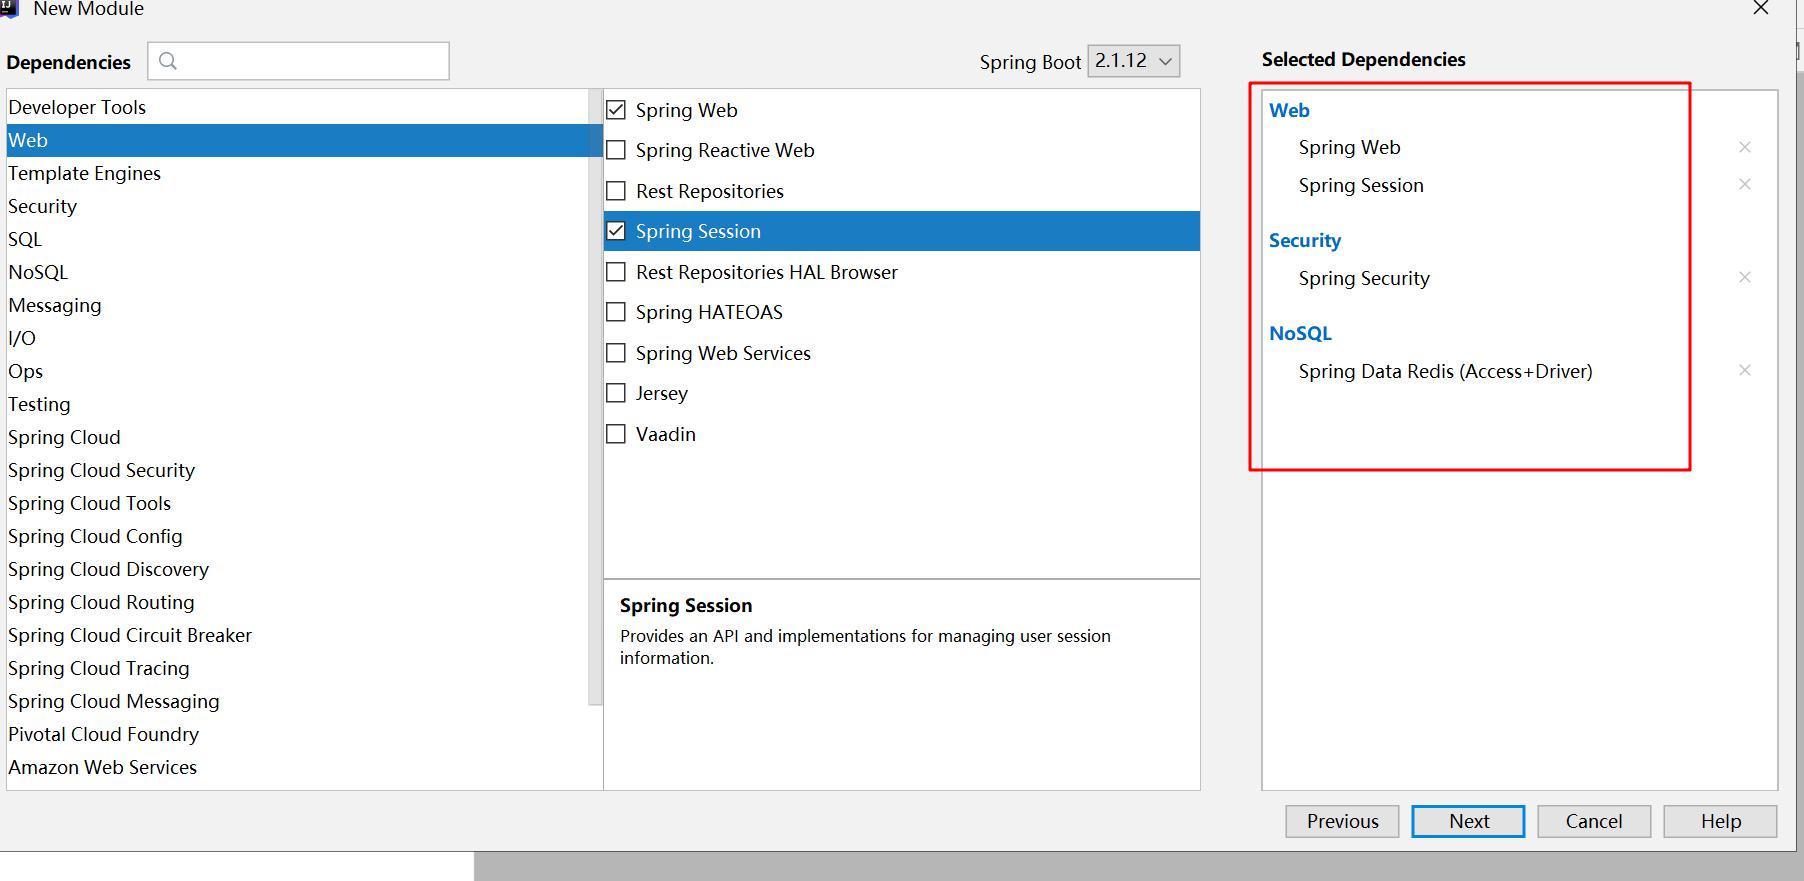 IJ
New Module
Dependencies
Spring Boot 2.1.12
Selected Dependencies
Developer Tools
Web
Template Engines
Security
SQL
NoSQL
Messaging
I/O
Ops
Testing
Spring Cloud
Spring Cloud Security
Spring Cloud Tools
Spring Cloud Config
Spring Cloud Discovery
Spring Cloud Routing
Spring Cloud Circuit Breaker
Spring Cloud Tracing
Spring Cloud Messaging
Pivotal Cloud Foundry
Amazon Web Services
Spring Web
Spring Reactive Web
Rest Repositories
Spring Session
Rest Repositories HAL Browser
Spring HATEOAS
Spring Web Services
Jersey
Vaadin
Spring Session
Provides an API and implementations for managing user session
information.
Web
Spring Web
Spring Session
Security
Spring Security
NoSQL
Spring Data Redis (Access+Driver)
Previous
Next
Cancel
Help